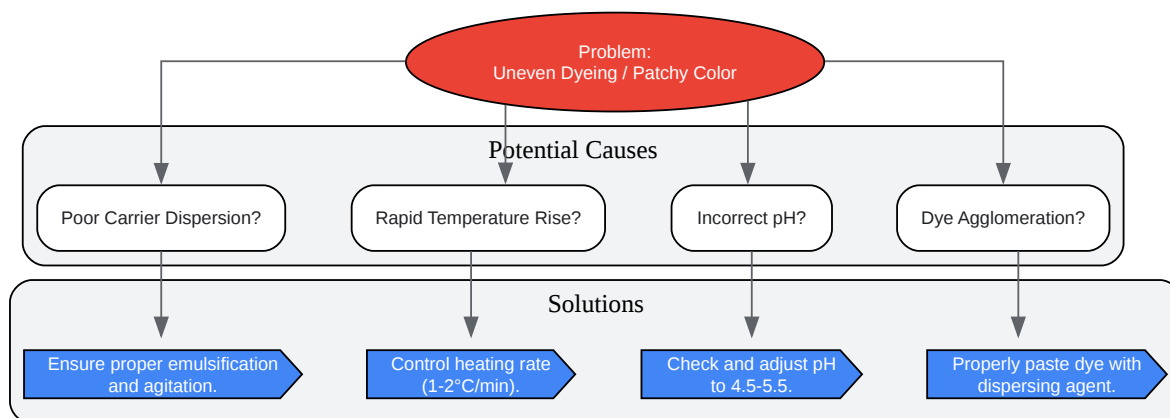 Problem:
Uneven Dyeing / Patchy Color
Potential Causes
Poor Carrier Dispersion?
Rapid Temperature Rise?
Incorrect pH?
Dye Agglomeration?
Solutions
Ensure proper emulsification
and agitation.
Control heating rate
(1-2°C/min).
Check and adjust pH
to 4.5-5.5.
Properly paste dye with
dispersing agent.